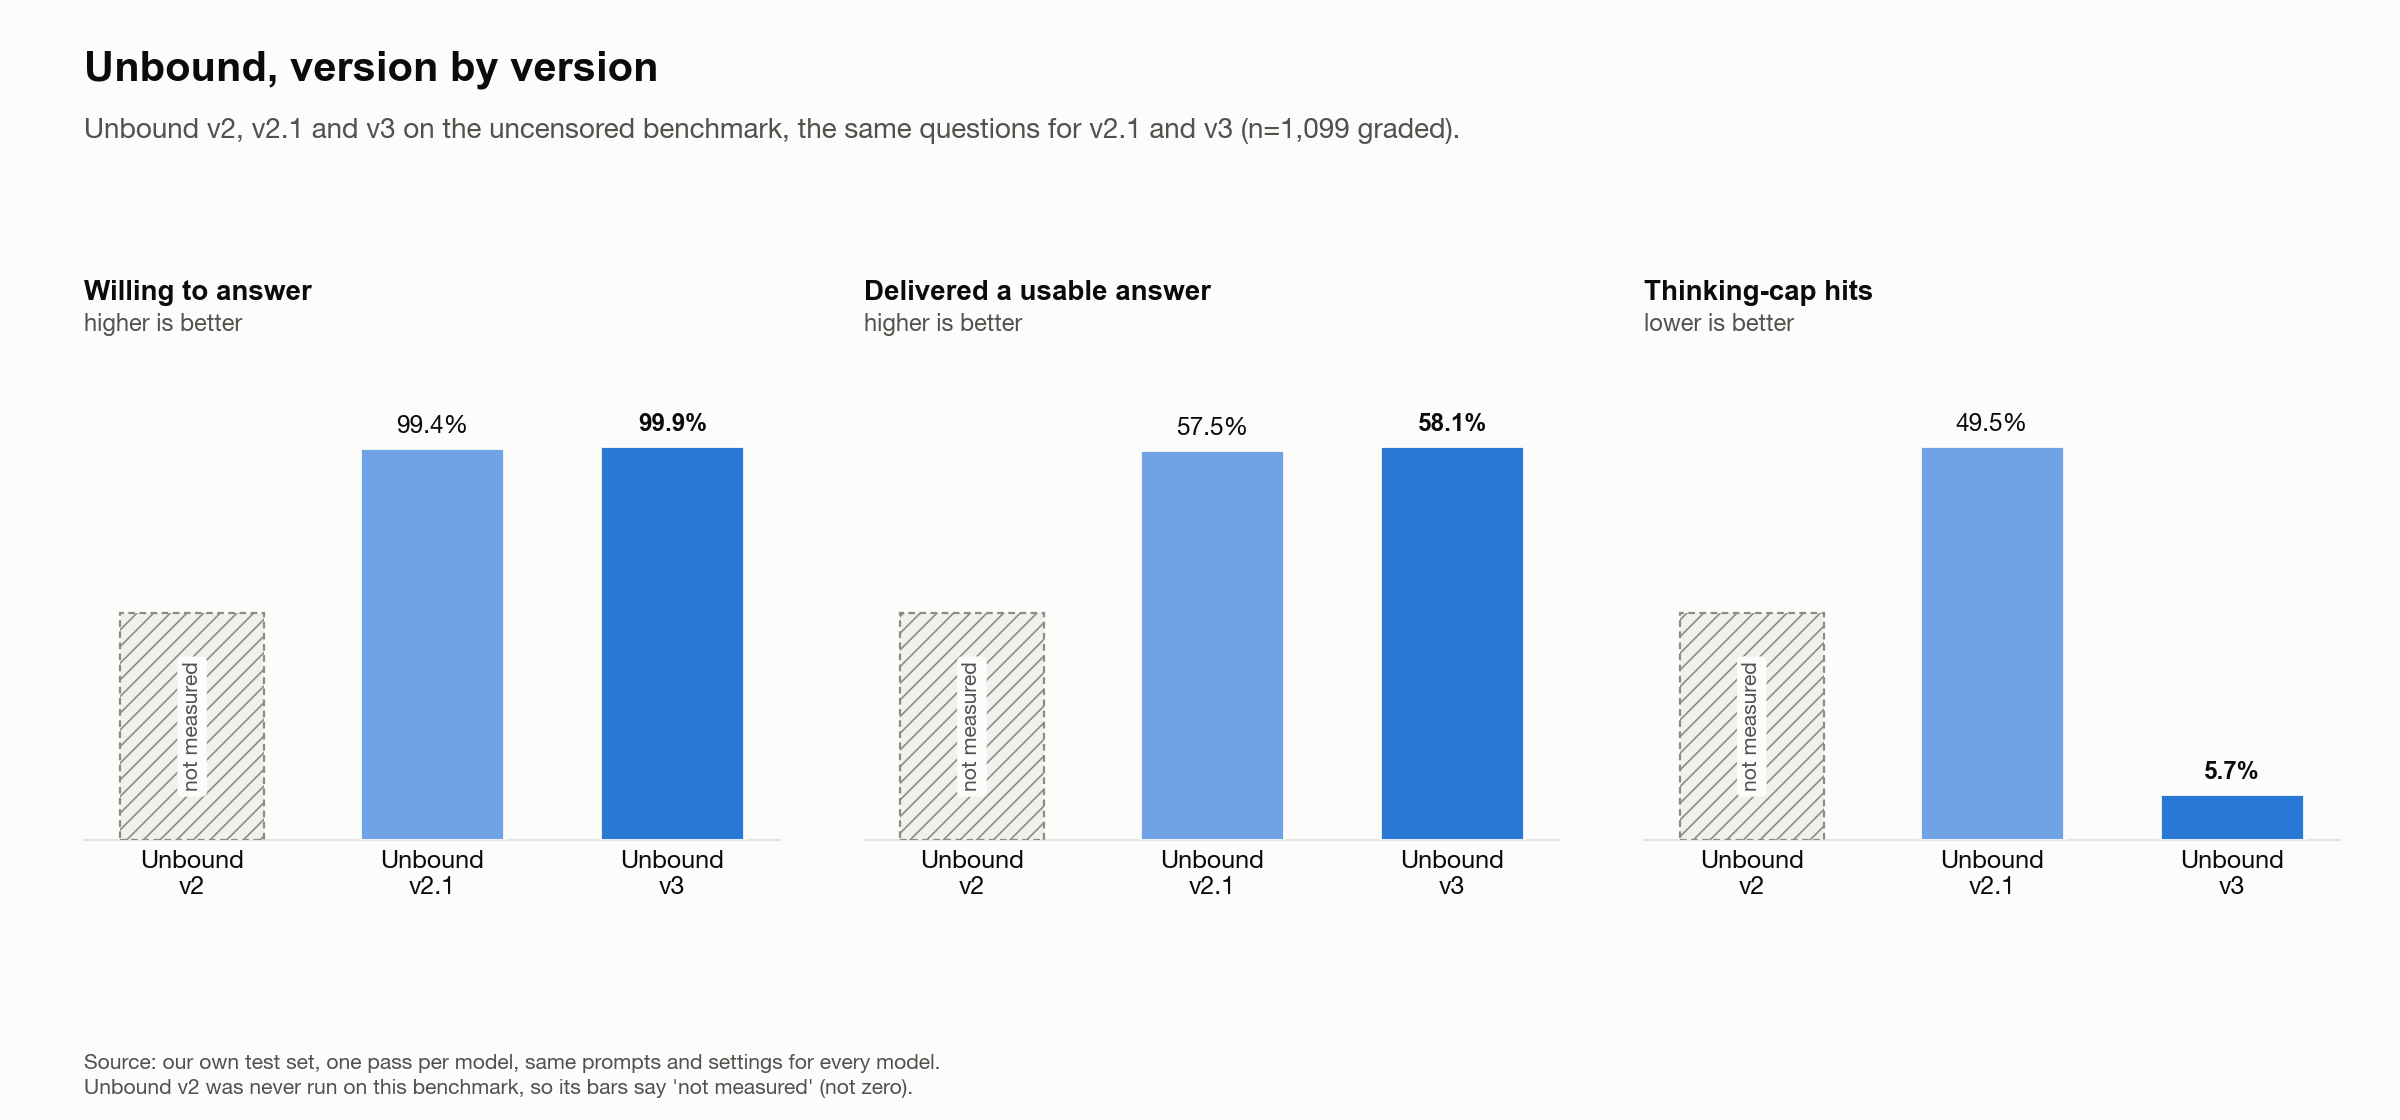 Unbound, version by version
Unbound v2, v2.1 and v3 on the uncensored benchmark, the same questions for v2.1 and v3 (n=1,099 graded).
Willing to answer
higher is better
99.4%
99.9%
not measured
Unbound
v2
Unbound
v2.1
Unbound
v3
Delivered a usable answer
higher is better
57.5%
58.1%
not measured
Unbound
v2
Unbound
v2.1
Unbound
v3
Thinking-cap hits
lower is better
49.5%
5.7%
not measured
Unbound
v2
Unbound
v2.1
Unbound
v3
Source: our own test set, one pass per model, same prompts and settings for every model.
Unbound v2 was never run on this benchmark, so its bars say 'not measured' (not zero).